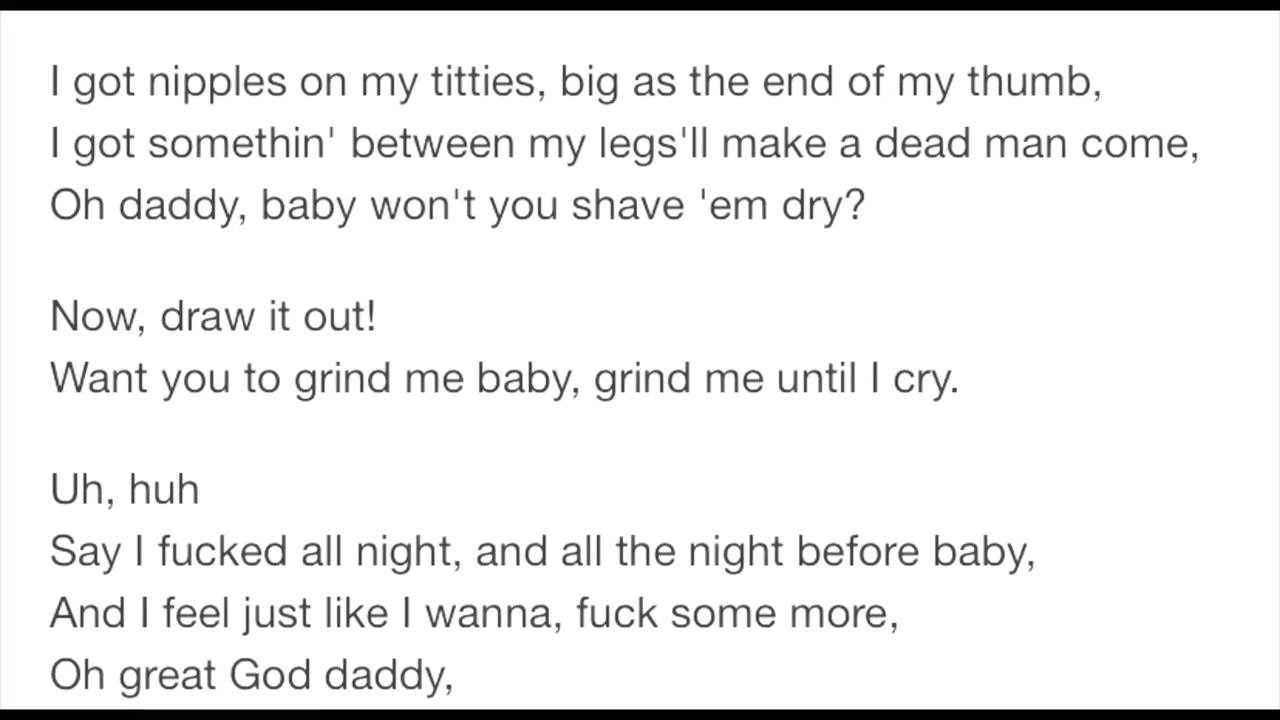 I got nipples on my titties, big as the end of my thumb,
I got somethin' between my legs'll make a dead man come,
Oh daddy, baby won't you shave 'em dry?
Now, draw it out!
Want you to grind me baby, grind me until I cry.
Uh, huh
Say I fucked all night, and all the night before baby,
And I feel just like I wanna, fuck some more,
Oh great God daddy,